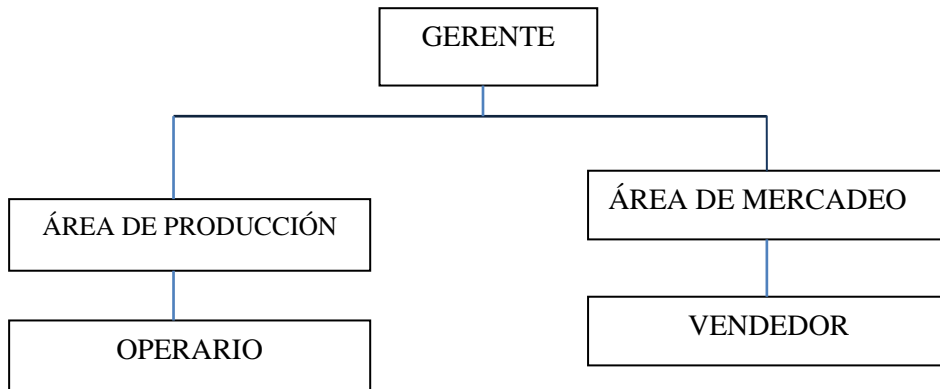 GERENTE
ÁREA DE PRODUCCIÓN
ÁREA DE MERCADEO
OPERARIO
VENDEDOR